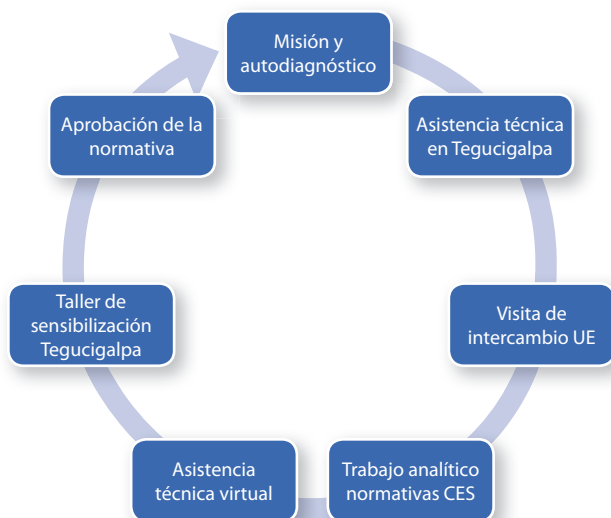 Misión y
autodiagnóstico
Asistencia técnica
en Tegucigalpa
Visita de
intercambio UE
Trabajo analítico
normativas CES
Asistencia
técnica virtual
Taller de
sensibilización
Tegucigalpa
Aprobación de la
normativa